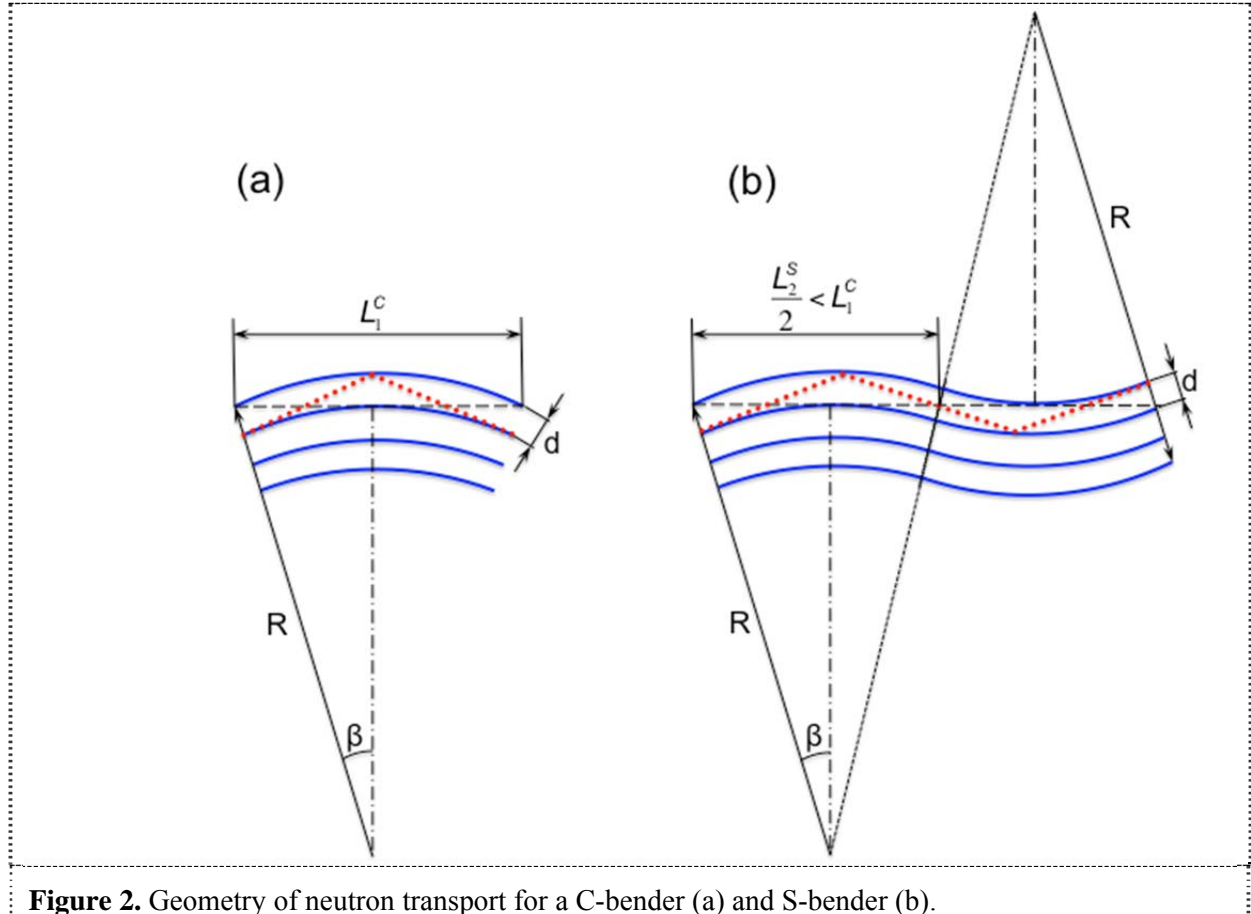 (a)
(b)
R
L₁ᶜ
L₂ˢ/2 < L₁ᶜ
d
d
R
R
β
β
Figure 2. Geometry of neutron transport for a C-bender (a) and S-bender (b).